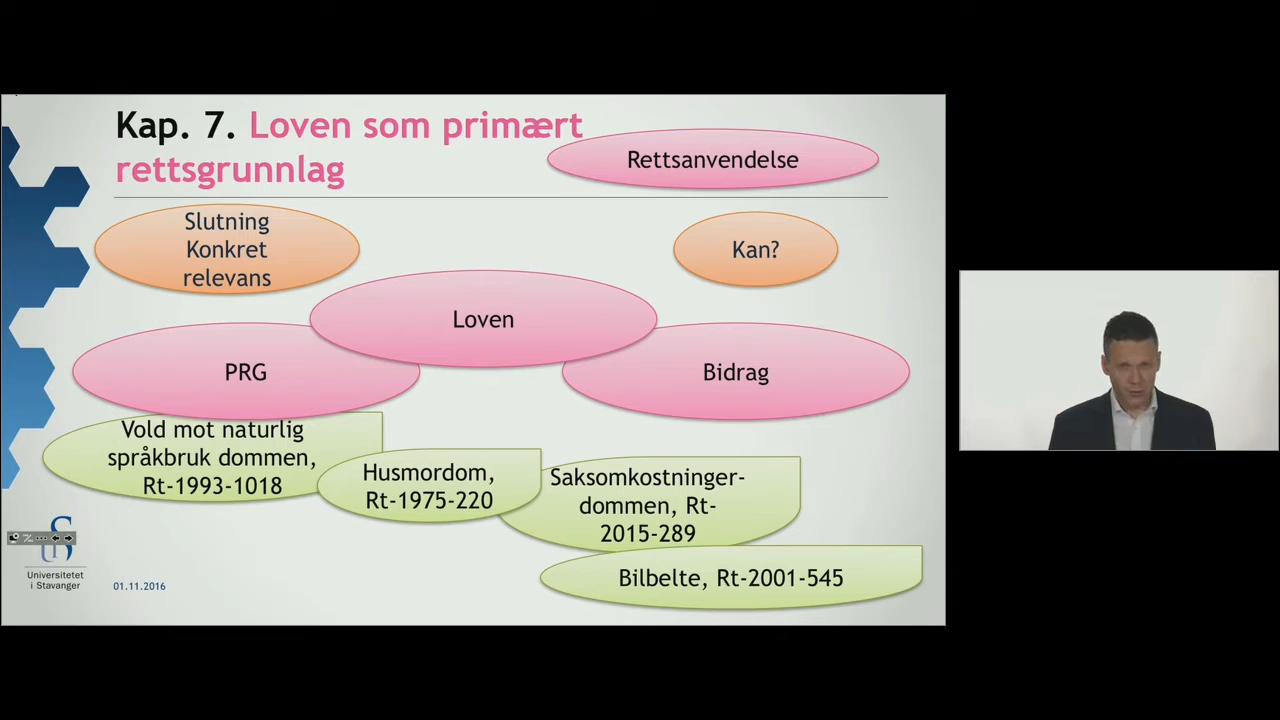 Kap. 7. Loven som primært
rettsgrunnlag
Rettsanvendelse
Slutning
Konkret
relevans
Kan?
Loven
PRG
Bidrag
Vold mot naturlig
språkbruk dommen,
Rt-1993-1018
Husmordom,
Rt-1975-220
Saksomkostninger-
dommen, Rt-
2015-289
Bilbelte, Rt-2001-545
Universitetet
i Stavanger
01.11.2016